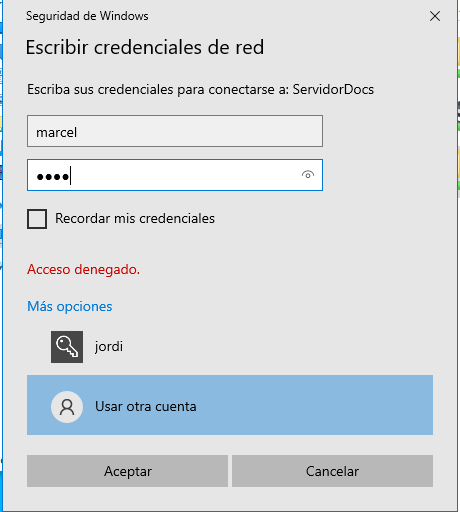 Seguridad de Windows
Escribir credenciales de red
Escriba sus credenciales para conectarse a: ServidorDocs
marcel
••••
Recordar mis credenciales
Acceso denegado.
Más opciones
jordi
Usar otra cuenta
Aceptar
Cancelar